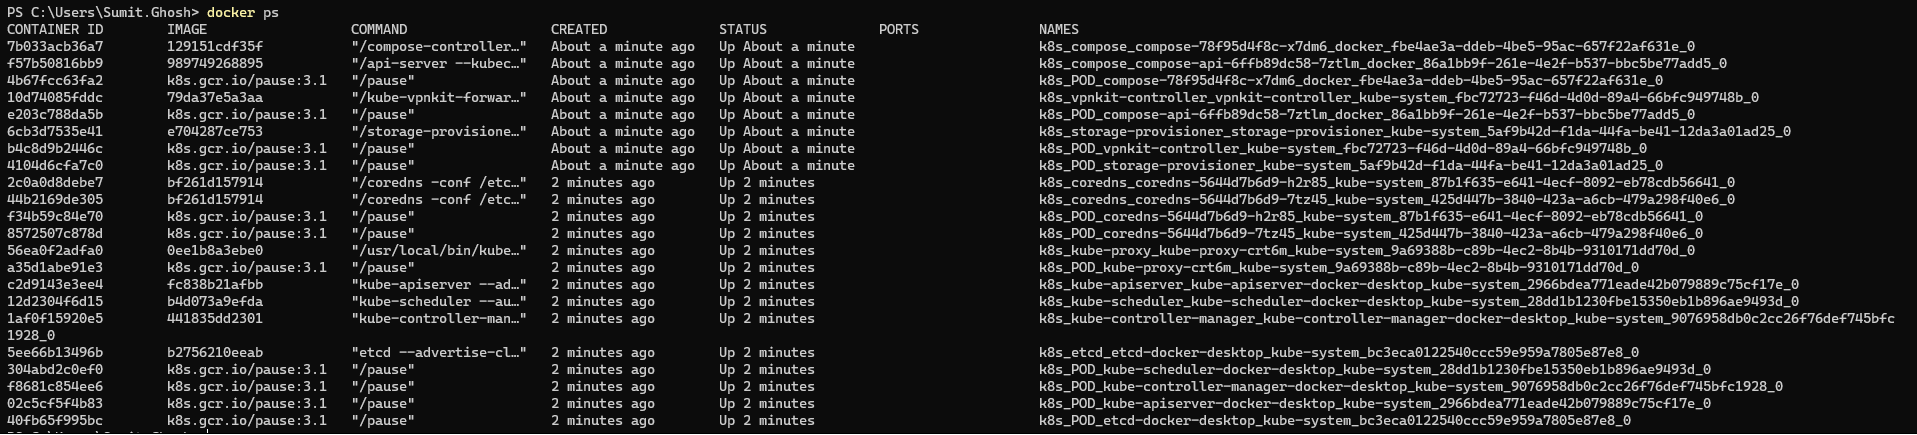 PS C:\Users\Sumit.Ghosh> docker ps
CONTAINER ID IMAGE COMMAND CREATED STATUS PORTS NAMES
7b033acb36a7 129151cdf35f "/compose-controller…" About a minute ago Up About a minute k8s_compose_compose-78f95d4f8c-x7dm6_docker_fbe4ae3a-ddeb-4be5-95ac-657f22af631e_0
f57b50816bb9 989749268895 "/api-server --kubec…" About a minute ago Up About a minute k8s_compose_compose-api-6ffb89dc58-7ztlm_docker_86a1bb9f-261e-4e2f-b537-bbc5be77add5_0
4b67fcc63fa2 k8s.gcr.io/pause:3.1 "/pause" About a minute ago Up About a minute k8s_POD_compose-78f95d4f8c-x7dm6_docker_fbe4ae3a-ddeb-4be5-95ac-657f22af631e_0
10d74085fddc 79da37e5a3aa "/kube-vpnkit-forwar…" About a minute ago Up About a minute k8s_vpnkit-controller_vpnkit-controller_kube-system_fbc72723-f46d-4d0d-89a4-66bfc949748b_0
e203c788da5b k8s.gcr.io/pause:3.1 "/pause" About a minute ago Up About a minute k8s_POD_compose-api-6ffb89dc58-7ztlm_docker_86a1bb9f-261e-4e2f-b537-bbc5be77add5_0
6cb3d7535e41 e704287ce753 "/storage-provisione…" About a minute ago Up About a minute k8s_storage-provisioner_storage-provisioner_kube-system_5af9b42d-f1da-44fa-be41-12da3a01ad25_0
b4c8d9b2446c k8s.gcr.io/pause:3.1 "/pause" About a minute ago Up About a minute k8s_POD_vpnkit-controller_kube-system_fbc72723-f46d-4d0d-89a4-66bfc949748b_0
4104d6cfa7c0 k8s.gcr.io/pause:3.1 "/pause" About a minute ago Up About a minute k8s_POD_storage-provisioner_kube-system_5af9b42d-f1da-44fa-be41-12da3a01ad25_0
2c0a0d8debe7 bf261d157914 "/coredns -conf /etc…" 2 minutes ago Up 2 minutes k8s_coredns_coredns-5644d7b6d9-h2r85_kube-system_87b1f635-e641-4ecf-8092-eb78cdb56641_0
44b2169de305 bf261d157914 "/coredns -conf /etc…" 2 minutes ago Up 2 minutes k8s_coredns_coredns-5644d7b6d9-7tz45_kube-system_425d447b-3840-423a-a6cb-479a298f40e6_0
f34b59c84e70 k8s.gcr.io/pause:3.1 "/pause" 2 minutes ago Up 2 minutes k8s_POD_coredns-5644d7b6d9-h2r85_kube-system_87b1f635-e641-4ecf-8092-eb78cdb56641_0
8572507c878d k8s.gcr.io/pause:3.1 "/pause" 2 minutes ago Up 2 minutes k8s_POD_coredns-5644d7b6d9-7tz45_kube-system_425d447b-3840-423a-a6cb-479a298f40e6_0
56ea0f2adfa0 0ee1b8a3ebe0 "/usr/local/bin/kube…" 2 minutes ago Up 2 minutes k8s_kube-proxy_kube-proxy-crt6m_kube-system_9a69388b-c89b-4ec2-8b4b-9310171dd70d_0
a35d1abe91e3 k8s.gcr.io/pause:3.1 "/pause" 2 minutes ago Up 2 minutes k8s_POD_kube-proxy-crt6m_kube-system_9a69388b-c89b-4ec2-8b4b-9310171dd70d_0
c2d9143e3ee4 fc838b21afbb "kube-apiserver --ad…" 2 minutes ago Up 2 minutes k8s_kube-apiserver_kube-apiserver-docker-desktop_kube-system_2966bdea771eade42b079889c75cf17e_0
12d2304f6d15 b4d073a9efda "kube-scheduler --au…" 2 minutes ago Up 2 minutes k8s_kube-scheduler_kube-scheduler-docker-desktop_kube-system_28dd1b1230fbe15350eb1b896ae9493d_0
1af0f15920e5 441835dd2301 "kube-controller-man…" 2 minutes ago Up 2 minutes k8s_kube-controller-manager_kube-controller-manager-docker-desktop_kube-system_9076958db0c2cc26f76def745bfc
1928_0
5ee66b13496b b2756210eeab "etcd --advertise-cl…" 2 minutes ago Up 2 minutes k8s_etcd_etcd-docker-desktop_kube-system_bc3eca0122540ccc59e959a7805e87e8_0
304abd2c0ef0 k8s.gcr.io/pause:3.1 "/pause" 2 minutes ago Up 2 minutes k8s_POD_kube-scheduler-docker-desktop_kube-system_28dd1b1230fbe15350eb1b896ae9493d_0
f8681c854ee6 k8s.gcr.io/pause:3.1 "/pause" 2 minutes ago Up 2 minutes k8s_POD_kube-controller-manager-docker-desktop_kube-system_9076958db0c2cc26f76def745bfc1928_0
02c5cf5f4b83 k8s.gcr.io/pause:3.1 "/pause" 2 minutes ago Up 2 minutes k8s_POD_kube-apiserver-docker-desktop_kube-system_2966bdea771eade42b079889c75cf17e_0
40fb65f995bc k8s.gcr.io/pause:3.1 "/pause" 2 minutes ago Up 2 minutes k8s_POD_etcd-docker-desktop_kube-system_bc3eca0122540ccc59e959a7805e87e8_0